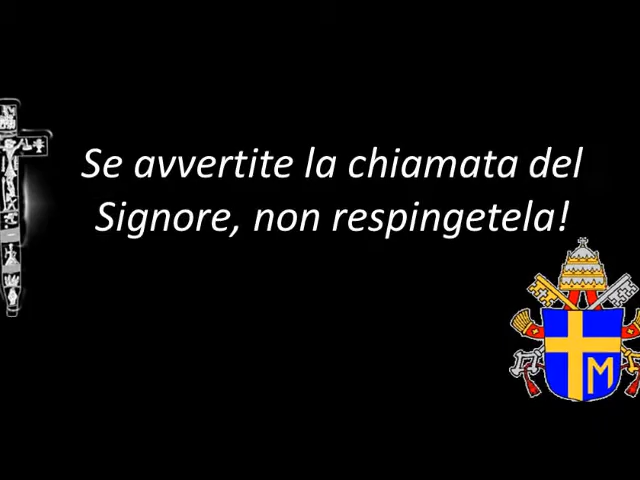 Se avvertite la chiamata del
Signore, non respingetela!
M